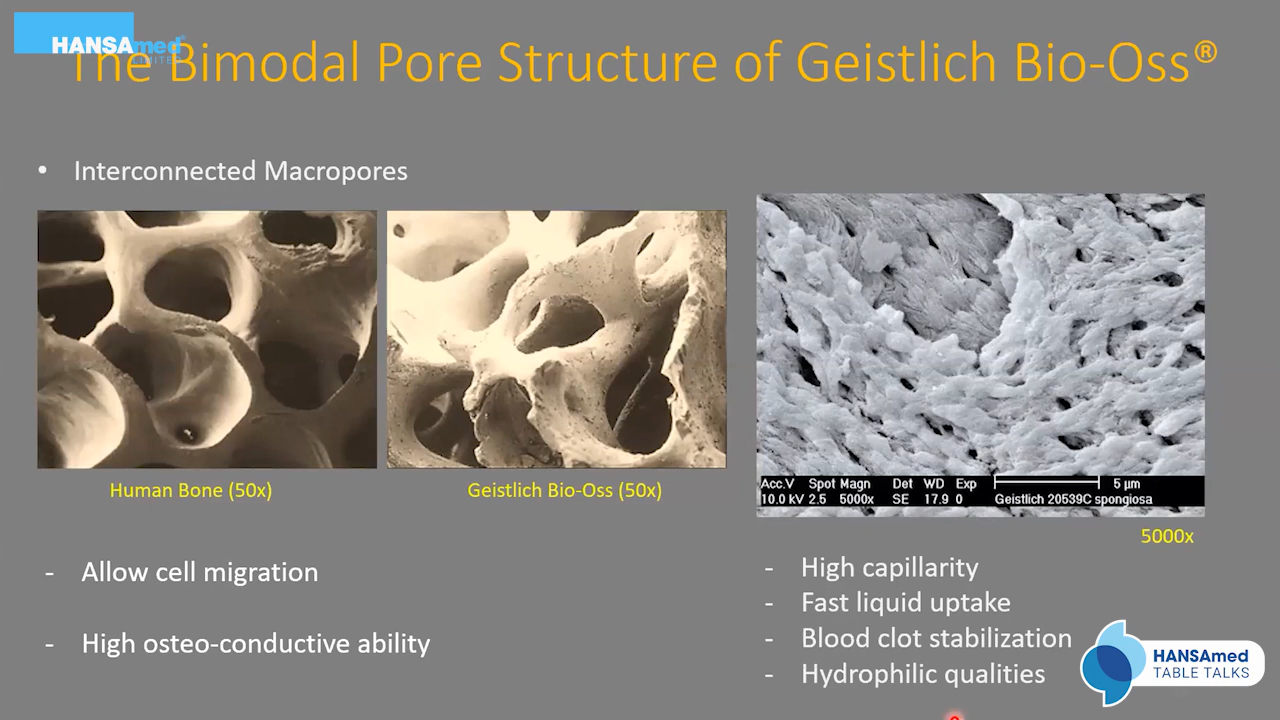 HANSAmed®
LIMITED
The Bimodal Pore Structure of Geistlich Bio-Oss®
• Interconnected Macropores
Human Bone (50x)
Geistlich Bio-Oss (50x)
Acc.V Spot Magn Det WD Exp 5 µm
10.0 kV 2.5 5000x SE 17.9 0 Geistlich 20539C spongiosa
5000x
- Allow cell migration
- High osteo-conductive ability
- High capillarity
- Fast liquid uptake
- Blood clot stabilization
- Hydrophilic qualities
HANSAmed
TABLE TALKS